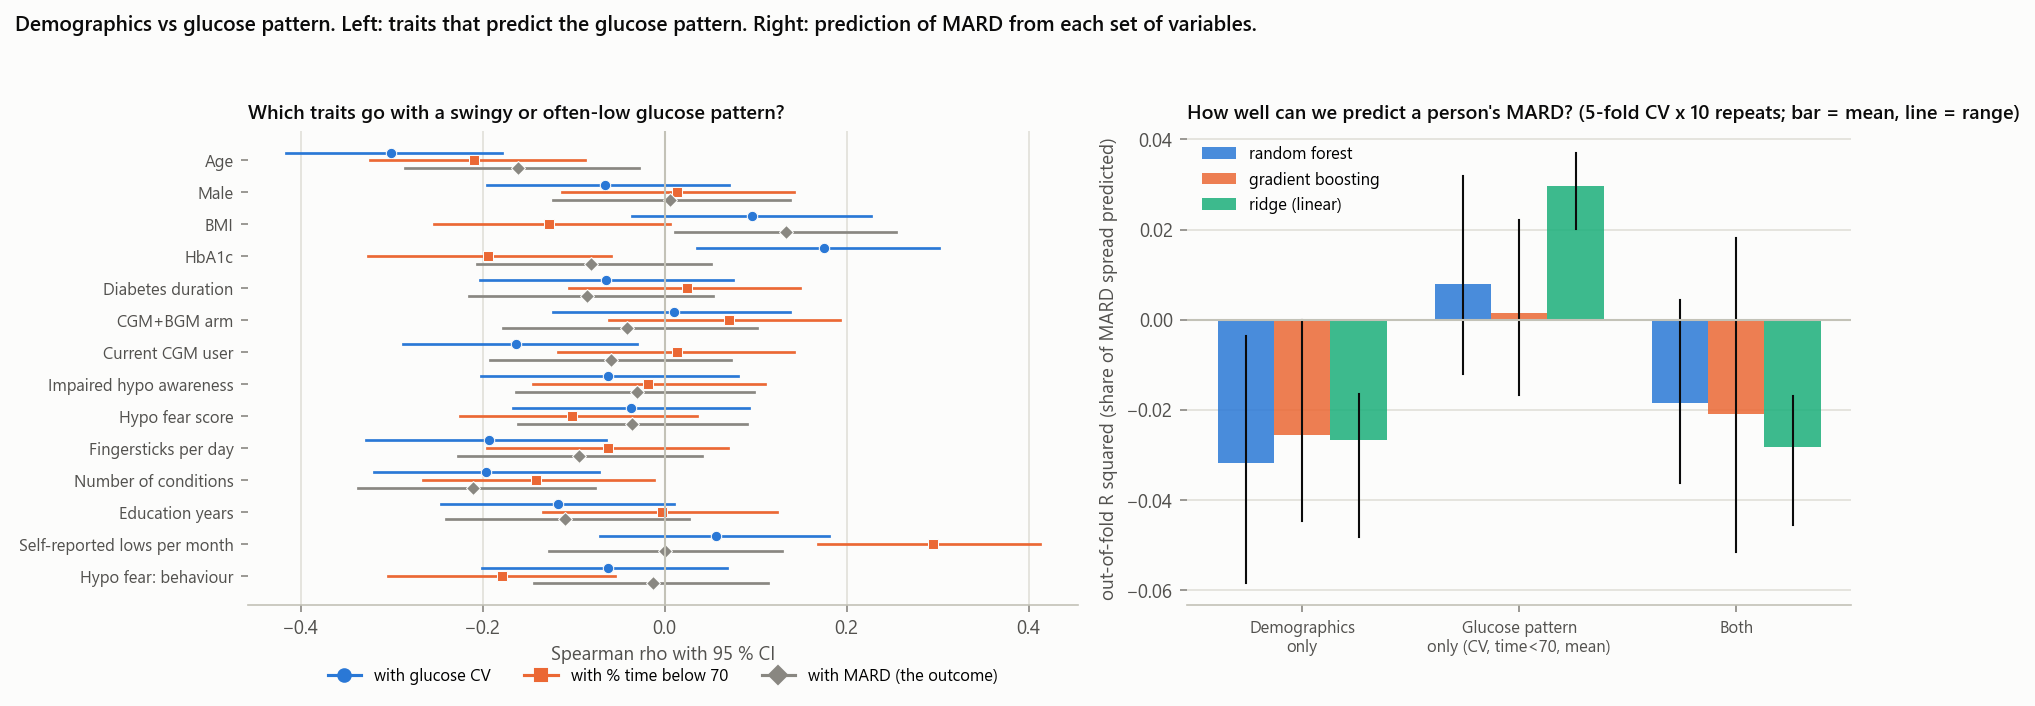 Demographics vs glucose pattern. Left: traits that predict the glucose pattern. Right: prediction of MARD from each set of variables.
Which traits go with a swingy or often-low glucose pattern?
Age
Male
BMI
HbA1c
Diabetes duration
CGM+BGM arm
Current CGM user
Impaired hypo awareness
Hypo fear score
Fingersticks per day
Number of conditions
Education years
Self-reported lows per month
Hypo fear: behaviour
−0.4 −0.2 0.0 0.2 0.4
Spearman rho with 95 % CI
with glucose CV with % time below 70 with MARD (the outcome)
How well can we predict a person's MARD? (5-fold CV x 10 repeats; bar = mean, line = range)
random forest
gradient boosting
ridge (linear)
out-of-fold R squared (share of MARD spread predicted)
0.04
0.02
0.00
−0.02
−0.04
−0.06
Demographics
only
Glucose pattern
only (CV, time<70, mean)
Both